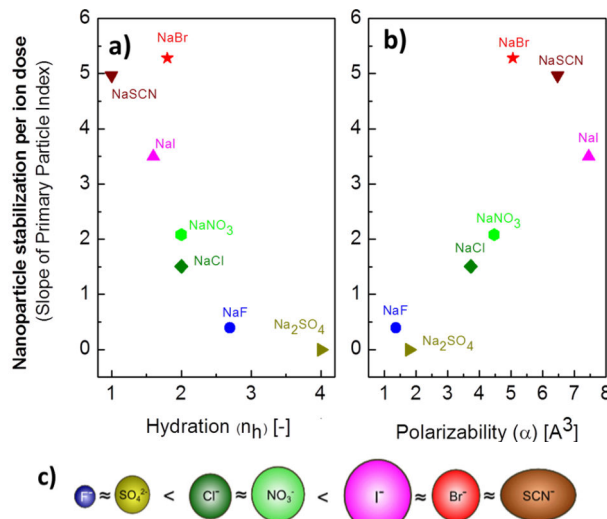 Nanoparticle stabilization per ion dose
(Slope of Primary Particle Index)
a)
6
5
4
3
2
1
0
NaBr
NaSCN
NaI
NaNO₃
NaCl
NaF
Na₂SO₄
1 2 3 4
Hydration (nh) [-]
b)
NaBr
NaSCN
NaI
NaNO₃
NaCl
NaF
Na₂SO₄
1 2 3 4 5 6 7 8
Polarizability (α) [A³]
c)
F⁻ ≈ SO₄²⁻ < Cl⁻ ≈ NO₃⁻ < I⁻ ≈ Br⁻ ≈ SCN⁻